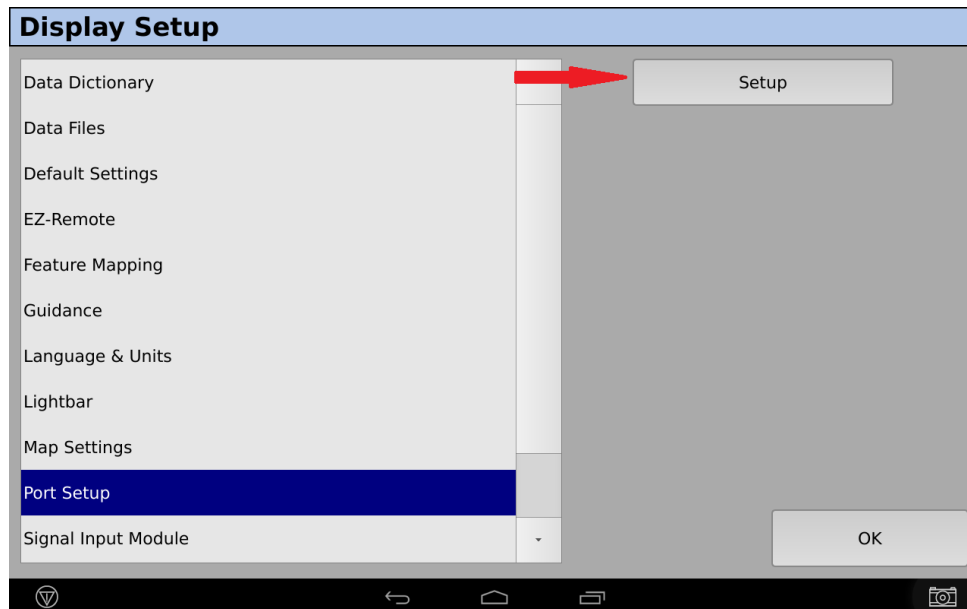 Display Setup
Data Dictionary
Setup
Data Files
Default Settings
EZ-Remote
Feature Mapping
Guidance
Language & Units
Lightbar
Map Settings
Port Setup
Signal Input Module
OK